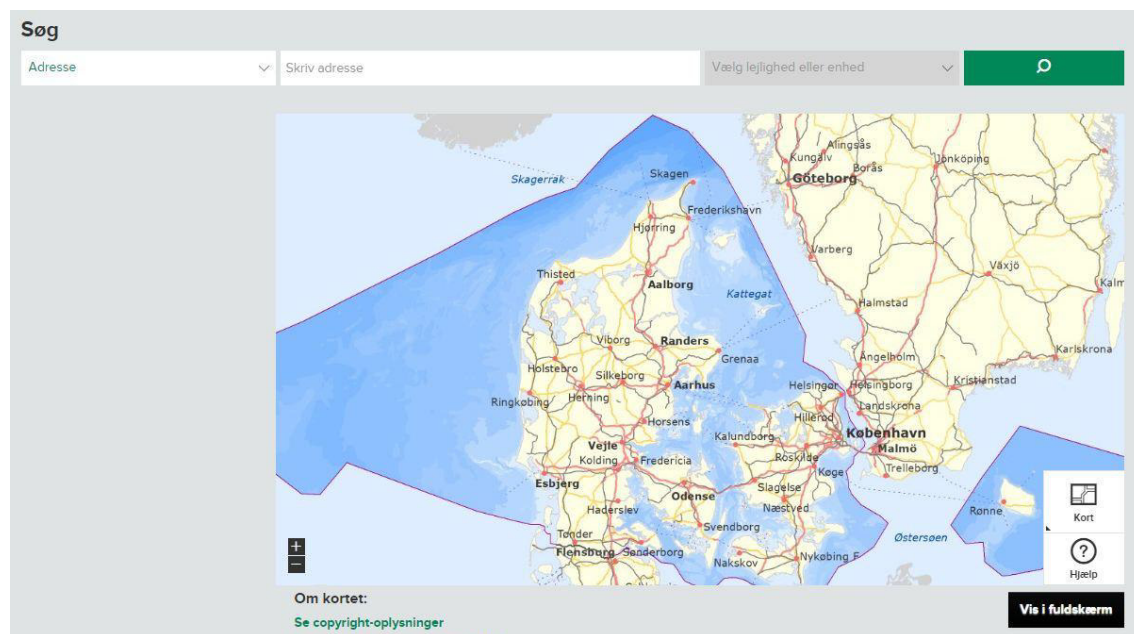 Søg
Adresse
Skriv adresse
Vælg lejlighed eller enhed
Alingsås
Kungälv
Jönköping
Borås
Göteborg
Skagen
Skagerrak
Frederikshavn
Hjørring
Varberg
Växjö
Thisted
Aalborg
Kattegat
Kalm
Halmstad
Viborg
Randers
Karlskrona
Grenaa
Ängelholm
Holstebro
Silkeborg
Aarhus
Helsingør
Helsingborg
Kristianstad
Herning
Ringkøbing
Landskrona
Hillerød
Horsens
København
Kalundborg
Vejle
Malmö
Roskilde
Kolding
Fredericia
Køge
Trelleborg
Esbjerg
Slagelse
Odense
Næstved
Haderslev
Rønne
Kort
Svendborg
Tønder
Østersøen
Flensburg
Sønderborg
Nykøbing F
Nakskov
+
−
?
Hjælp
Om kortet:
Vis i fuldskærm
Se copyright-oplysninger